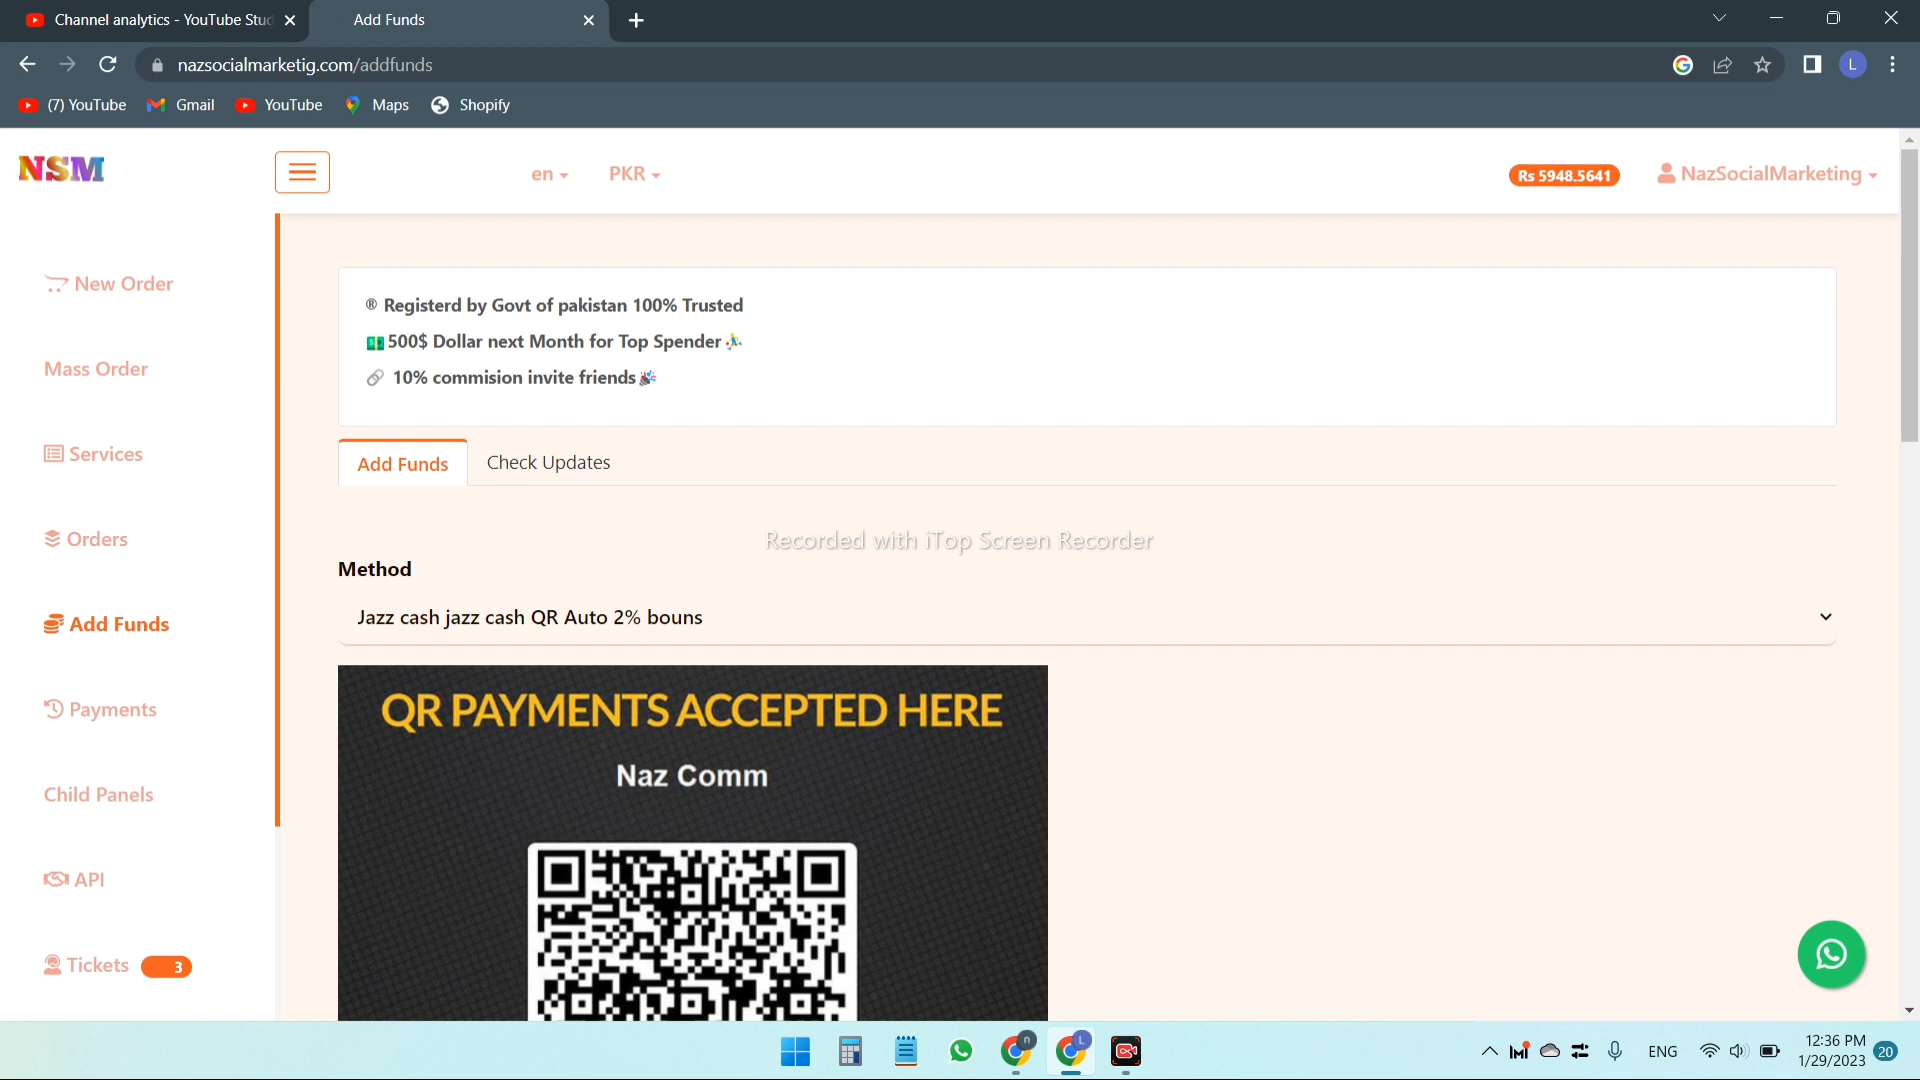 Channel analytics - YouTube Stud
Add Funds
nazsocialmarketig.com/addfunds
L
(7) YouTube
Gmail
YouTube
Maps
Shopify
NSM
en
PKR
Rs 5948.5641
NazSocialMarketing
New Order
Mass Order
Services
Orders
Add Funds
Payments
Child Panels
API
Tickets 3
® Registerd by Govt of pakistan 100% Trusted
💵500$ Dollar next Month for Top Spender⛹️
🔗 10% commision invite friends🎉
Add Funds
Check Updates
Recorded with iTop Screen Recorder
Method
Jazz cash jazz cash QR Auto 2% bouns
QR PAYMENTS ACCEPTED HERE
Naz Comm
n
L
ENG
12:36 PM
1/29/2023
20